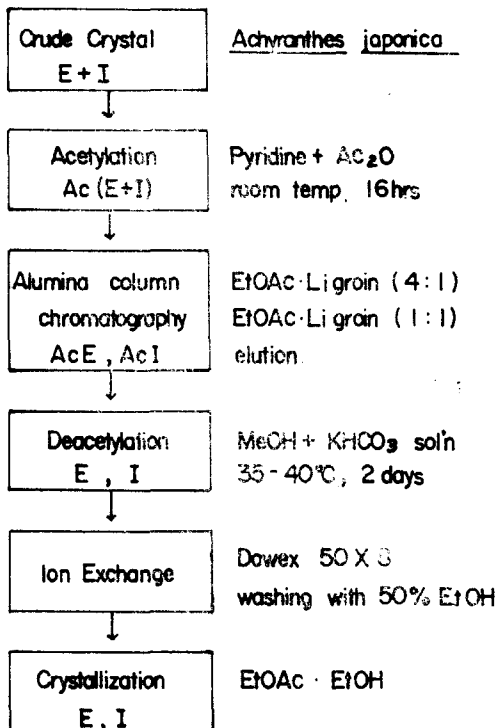 Crude Crystal
E + I
Achyranthes japonica
Acetylation
Ac (E+I)
Pyridine + Ac₂O
room temp. 16hrs
Alumina column
chromatography
AcE , AcI
EtOAc·Ligroin (4:1)
EtOAc·Ligroin (1:1)
elution
Deacetylation
E , I
MeOH + KHCO₃ sol'n
35-40°C, 2 days
Ion Exchange
Dowex 50 X 8
washing with 50% EtOH
Crystallization
E, I
EtOAc · EtOH